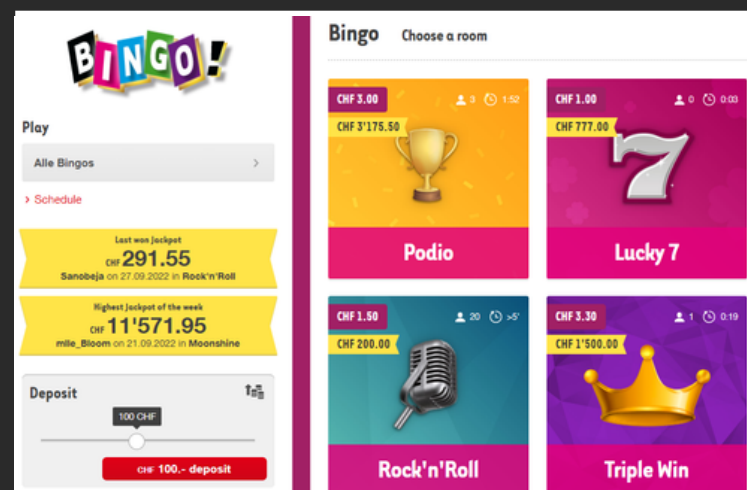 BINGO!
Play
Alle Bingos
> Schedule
Last won Jackpot
CHF 291.55
Sanobeja on 27.09.2022 in Rock'n'Roll
Highest Jackpot of the week
CHF 11'571.95
mlle_Bloom on 21.09.2022 in Moonshine
Deposit
100 CHF
CHF 100.- deposit
Bingo Choose a room
CHF 3.00 3 1:52
CHF 3'175.50
Podio
CHF 1.00 0 0:03
CHF 777.00
7
Lucky 7
CHF 1.50 20 >5'
CHF 200.00
Rock'n'Roll
CHF 3.30 1 0:19
CHF 1'500.00
Triple Win